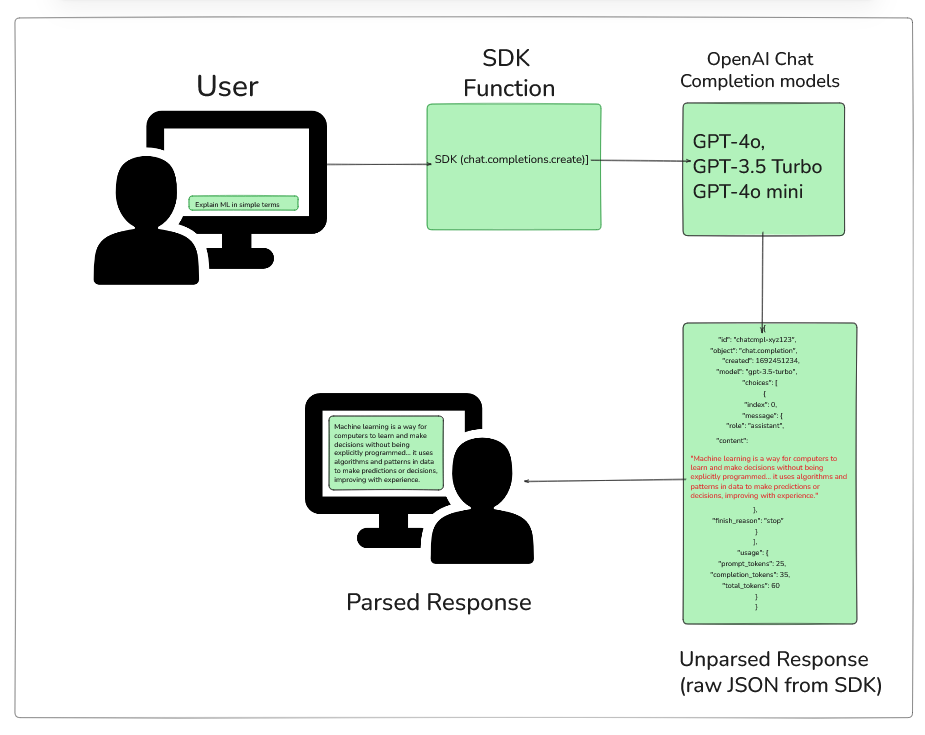 User
SDK
Function
OpenAI Chat
Completion models
Explain ML in simple terms
SDK (chat.completions.create)]
GPT-4o,
GPT-3.5 Turbo
GPT-4o mini
{
"id": "chatcmpl-xyz123",
"object": "chat.completion",
"created": 1692451234,
"model": "gpt-3.5-turbo",
"choices": [
{
"index": 0,
"message": {
"role": "assistant",
"content":
"Machine learning is a way for computers to
learn and make decisions without being
explicitly programmed... it uses algorithms and
patterns in data to make predictions or
decisions, improving with experience."
},
"finish_reason": "stop"
}
],
"usage": {
"prompt_tokens": 25,
"completion_tokens": 35,
"total_tokens": 60
}
}
Unparsed Response
(raw JSON from SDK)
Machine learning is a way for
computers to learn and make
decisions without being
explicitly programmed... it uses
algorithms and patterns in data
to make predictions or decisions,
improving with experience.
Parsed Response